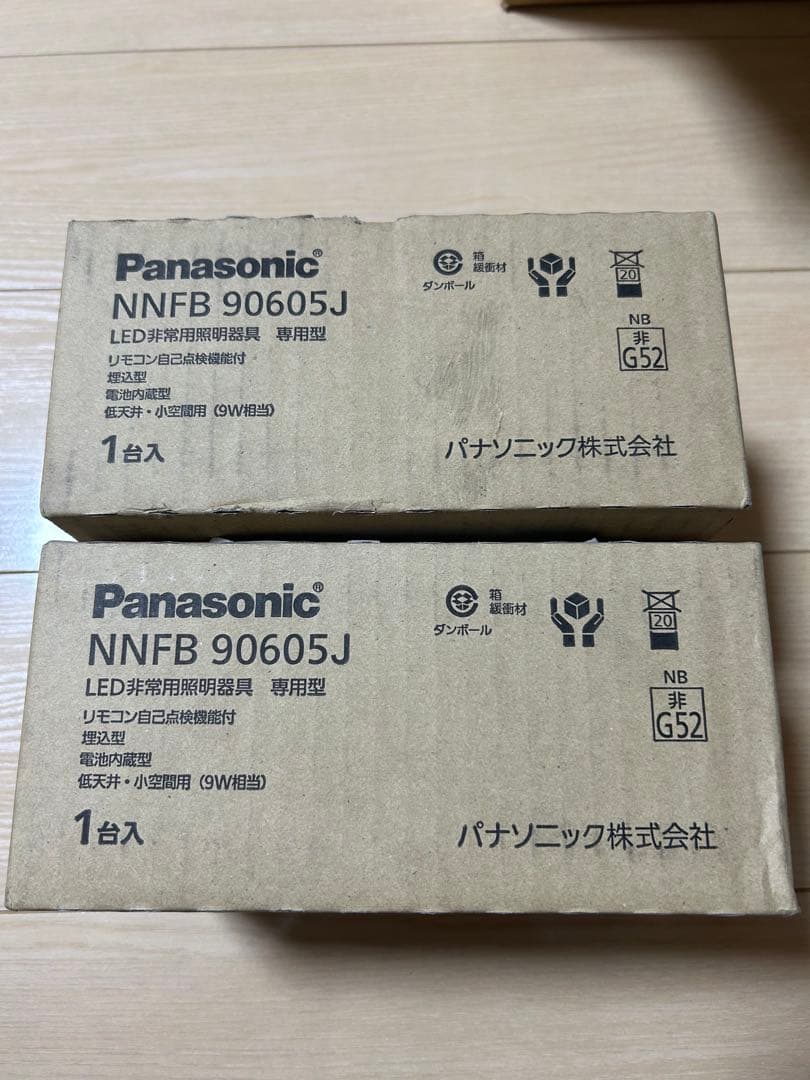 Panasonic®
NNFB 90605J
LED非常用照明器具 専用型
リモコン自己点検機能付
埋込型
電池内蔵型
低天井・小空間用（9W相当）
1台入
箱
緩衝材
ダンボール
20
NB
非
G52
パナソニック株式会社
Panasonic®
NNFB 90605J
LED非常用照明器具 専用型
リモコン自己点検機能付
埋込型
電池内蔵型
低天井・小空間用（9W相当）
1台入
箱
緩衝材
ダンボール
20
NB
非
G52
パナソニック株式会社